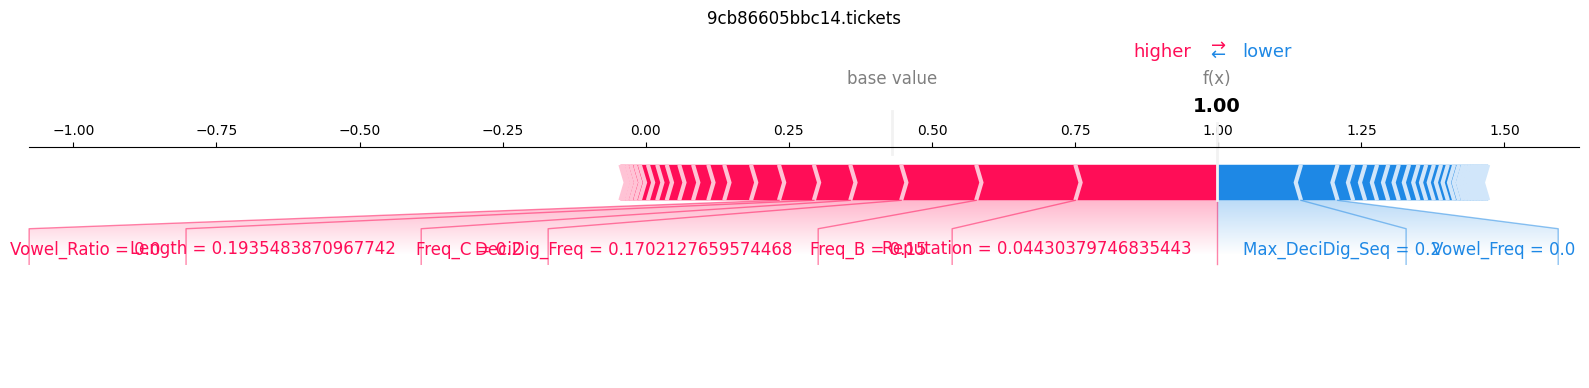 9cb86605bbc14.tickets
higher → ← lower
base value f(x)
1.00
−1.00 −0.75 −0.50 −0.25 0.00 0.25 0.50 0.75 1.00 1.25 1.50
Vowel_Ratio = 0.0 Length = 0.1935483870967742 Freq_C = 0.2 DeciDig_Freq = 0.1702127659574468 Freq_B = 0.15 Reputation = 0.04430379746835443 Max_DeciDig_Seq = 0.2 Vowel_Freq = 0.0